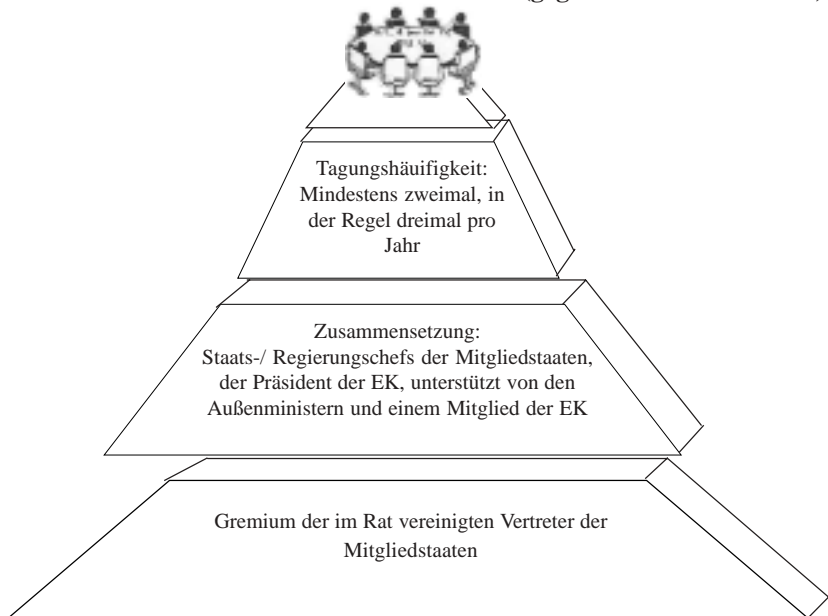 Tagungshäuifigkeit:
Mindestens zweimal, in
der Regel dreimal pro
Jahr
Zusammensetzung:
Staats-/ Regierungschefs der Mitgliedstaaten,
der Präsident der EK, unterstützt von den
Außenministern und einem Mitglied der EK
Gremium der im Rat vereinigten Vertreter der
Mitgliedstaaten